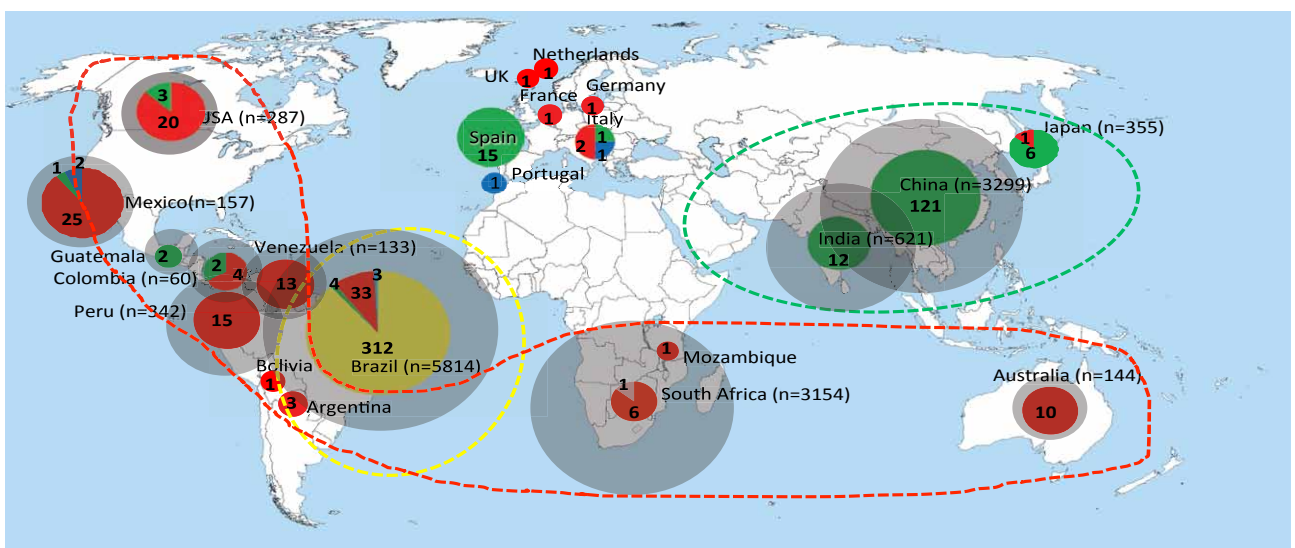 Netherlands
1
UK
1
France
1
Germany
1
Italy
2
1
1
3
20
USA (n=287)
Spain
15
Portugal
1
Japan (n=355)
1
6
China (n=3299)
121
India (n=621)
12
1
2
25
Mexico(n=157)
Guatemala
2
Colombia (n=60)
2
4
Venezuela (n=133)
13
Peru (n=342)
15
4
3
33
312
Brazil (n=5814)
Bolivia
1
3
Argentina
1
Mozambique
1
6
South Africa (n=3154)
Australia (n=144)
10